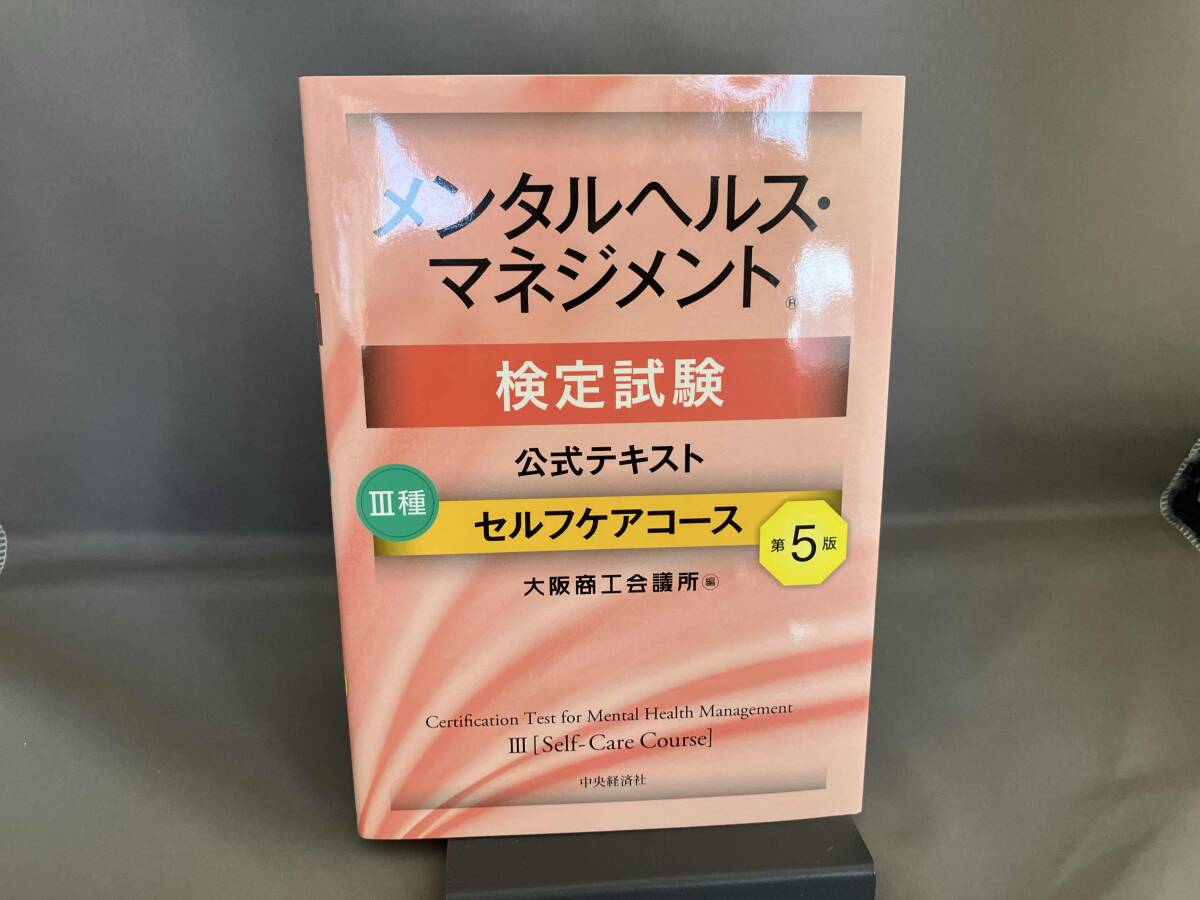 メンタルヘルス・
マネジメント®
検定試験
公式テキスト
Ⅲ種
セルフケアコース
第5版
大阪商工会議所 編
Certification Test for Mental Health Management
Ⅲ [Self-Care Course]
中央経済社